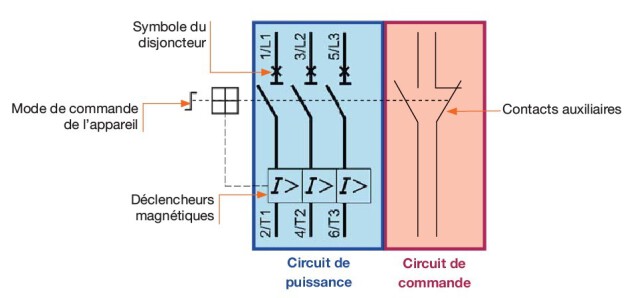 Symbole du
disjoncteur
1/L1
3/L2
5/L3
Mode de commande
de l'appareil
Contacts auxiliaires
Déclencheurs
magnétiques
I>
I>
I>
2/T1
4/T2
6/T3
Circuit de
puissance
Circuit de
commande